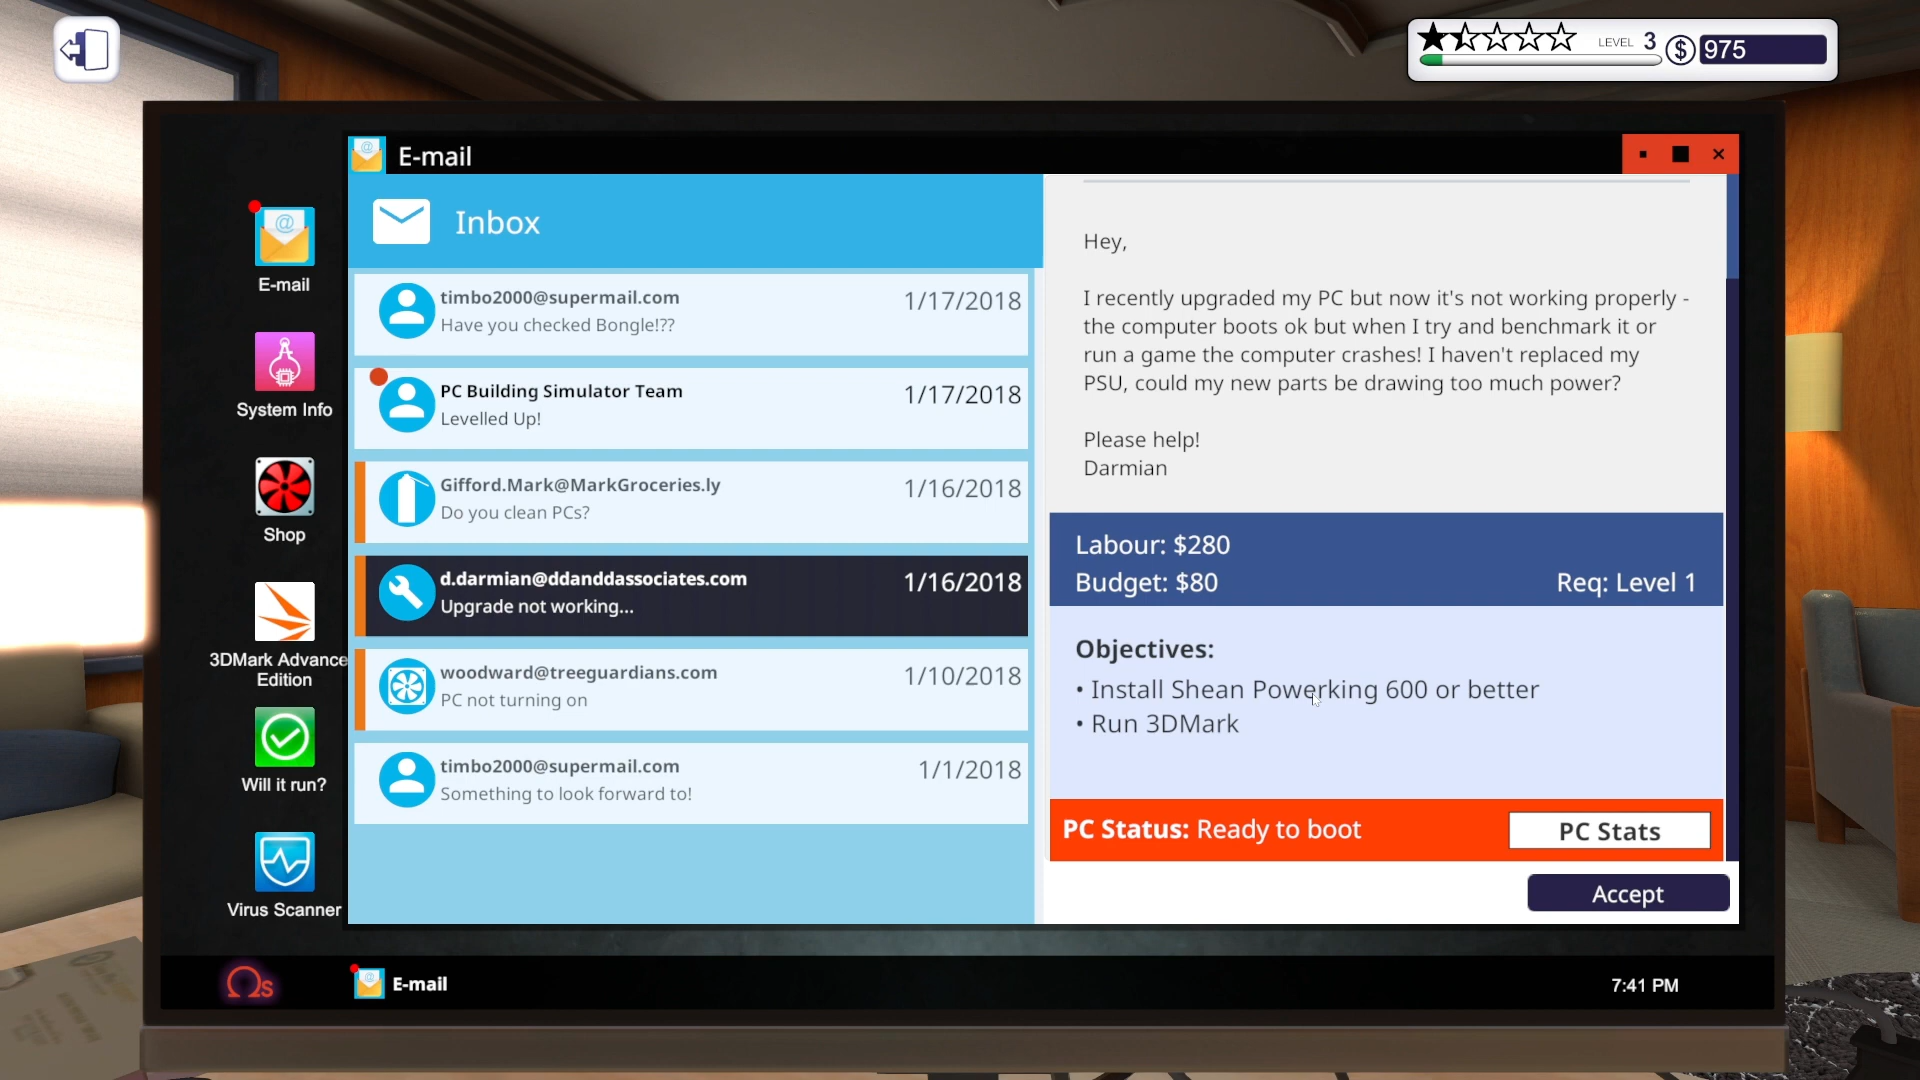 LEVEL 3
$ 975
E-mail
Inbox
timbo2000@supermail.com 1/17/2018
Have you checked Bongle!??
PC Building Simulator Team 1/17/2018
Levelled Up!
Gifford.Mark@MarkGroceries.ly 1/16/2018
Do you clean PCs?
d.darmian@ddanddassociates.com 1/16/2018
Upgrade not working...
woodward@treeguardians.com 1/10/2018
PC not turning on
timbo2000@supermail.com 1/1/2018
Something to look forward to!
E-mail
System Info
Shop
3DMark Advance
Edition
Will it run?
Virus Scanner
Hey,
I recently upgraded my PC but now it's not working properly -
the computer boots ok but when I try and benchmark it or
run a game the computer crashes! I haven't replaced my
PSU, could my new parts be drawing too much power?
Please help!
Darmian
Labour: $280
Budget: $80 Req: Level 1
Objectives:
• Install Shean Powerking 600 or better
• Run 3DMark
PC Status: Ready to boot PC Stats
Accept
Ωs
E-mail
7:41 PM